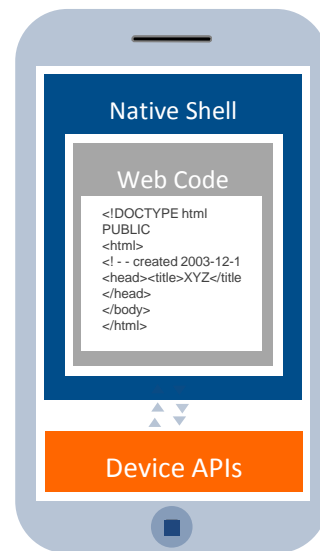 Native Shell
Web Code
<!DOCTYPE html
PUBLIC
<html>
<! - - created 2003-12-1
<head><title>XYZ</title
</head>
</body>
</html>
Device APIs